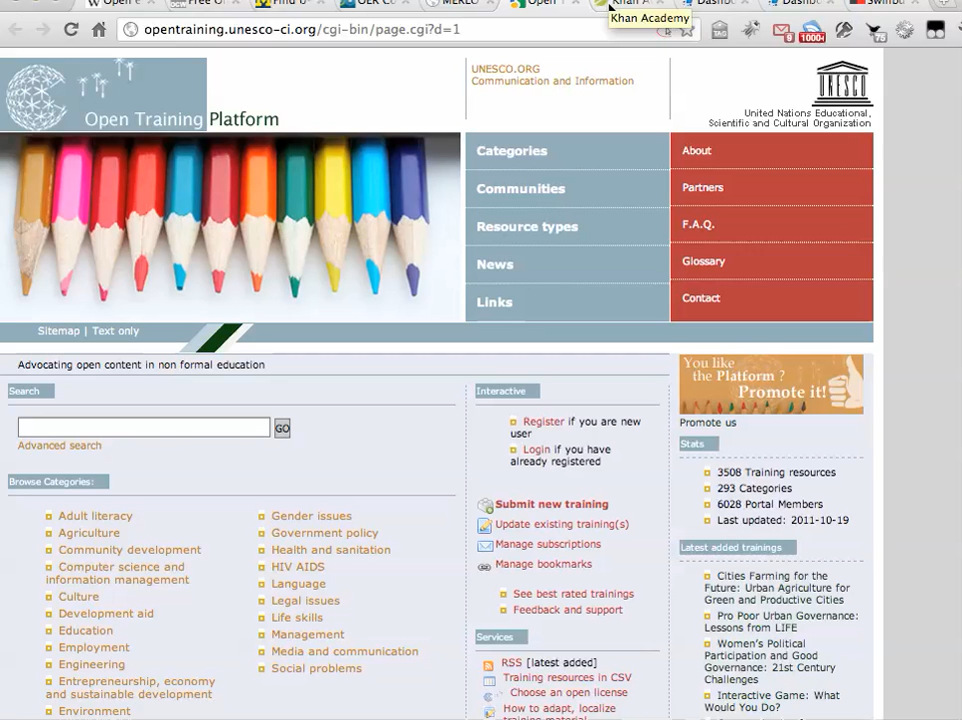 Khan Academy
opentraining.unesco-ci.org/cgi-bin/page.cgi?d=1
1000+
75
Open Training Platform
UNESCO.ORG
Communication and Information
UNESCO
United Nations Educational,
Scientific and Cultural Organization
Categories
Communities
Resource types
News
Links
About
Partners
F.A.Q.
Glossary
Contact
Sitemap | Text only
Advocating open content in non formal education
Search
GO
Advanced search
Browse Categories:
Adult literacy
Agriculture
Community development
Computer science and
information management
Culture
Development aid
Education
Employment
Engineering
Entrepreneurship, economy
and sustainable development
Environment
Gender issues
Government policy
Health and sanitation
HIV AIDS
Language
Legal issues
Life skills
Management
Media and communication
Social problems
Interactive
Register if you are new
user
Login if you have
already registered
Submit new training
Update existing training(s)
Manage subscriptions
Manage bookmarks
See best rated trainings
Feedback and support
Services
RSS [latest added]
Training resources in CSV
Choose an open license
How to adapt, localize
training material
You like
the Platform ?
Promote it!
Promote us
Stats
3508 Training resources
293 Categories
6028 Portal Members
Last updated: 2011-10-19
Latest added trainings
Cities Farming for the
Future: Urban Agriculture for
Green and Productive Cities
Pro Poor Urban Governance:
Lessons from LIFE
Women's Political
Participation and Good
Governance: 21st Century
Challenges
Interactive Game: What
Would You Do?